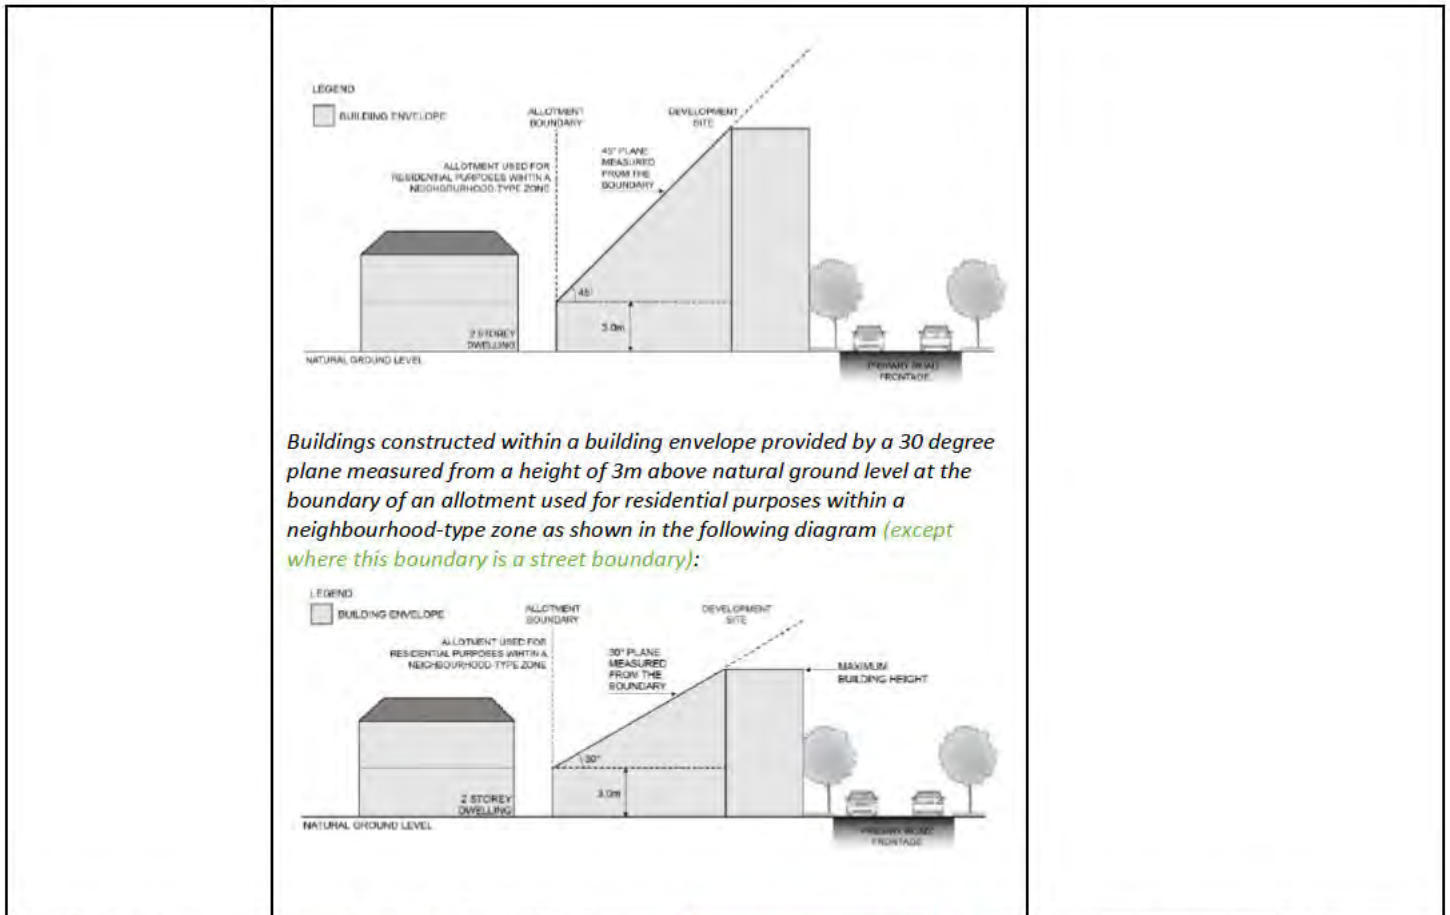 LEGEND
BUILDING ENVELOPE
ALLOTMENT
BOUNDARY
DEVELOPMENT
SITE
ALLOTMENT USED FOR
RESIDENTIAL PURPOSES WIHTIN A
NEIGHBOURHOOD-TYPE ZONE
45° PLANE
MEASURED
FROM THE
BOUNDARY
45°
3.0m
2 STOREY
DWELLING
NATURAL GROUND LEVEL
PRIMARY ROAD
FRONTAGE
Buildings constructed within a building envelope provided by a 30 degree
plane measured from a height of 3m above natural ground level at the
boundary of an allotment used for residential purposes within a
neighbourhood-type zone as shown in the following diagram (except
where this boundary is a street boundary):
LEGEND
BUILDING ENVELOPE
ALLOTMENT
BOUNDARY
DEVELOPMENT
SITE
ALLOTMENT USED FOR
RESIDENTIAL PURPOSES WIHTIN A
NEIGHBOURHOOD-TYPE ZONE
30° PLANE
MEASURED
FROM THE
BOUNDARY
MAXIMUM
BUILDING HEIGHT
30°
3.0m
2 STOREY
DWELLING
NATURAL GROUND LEVEL
PRIMARY ROAD
FRONTAGE